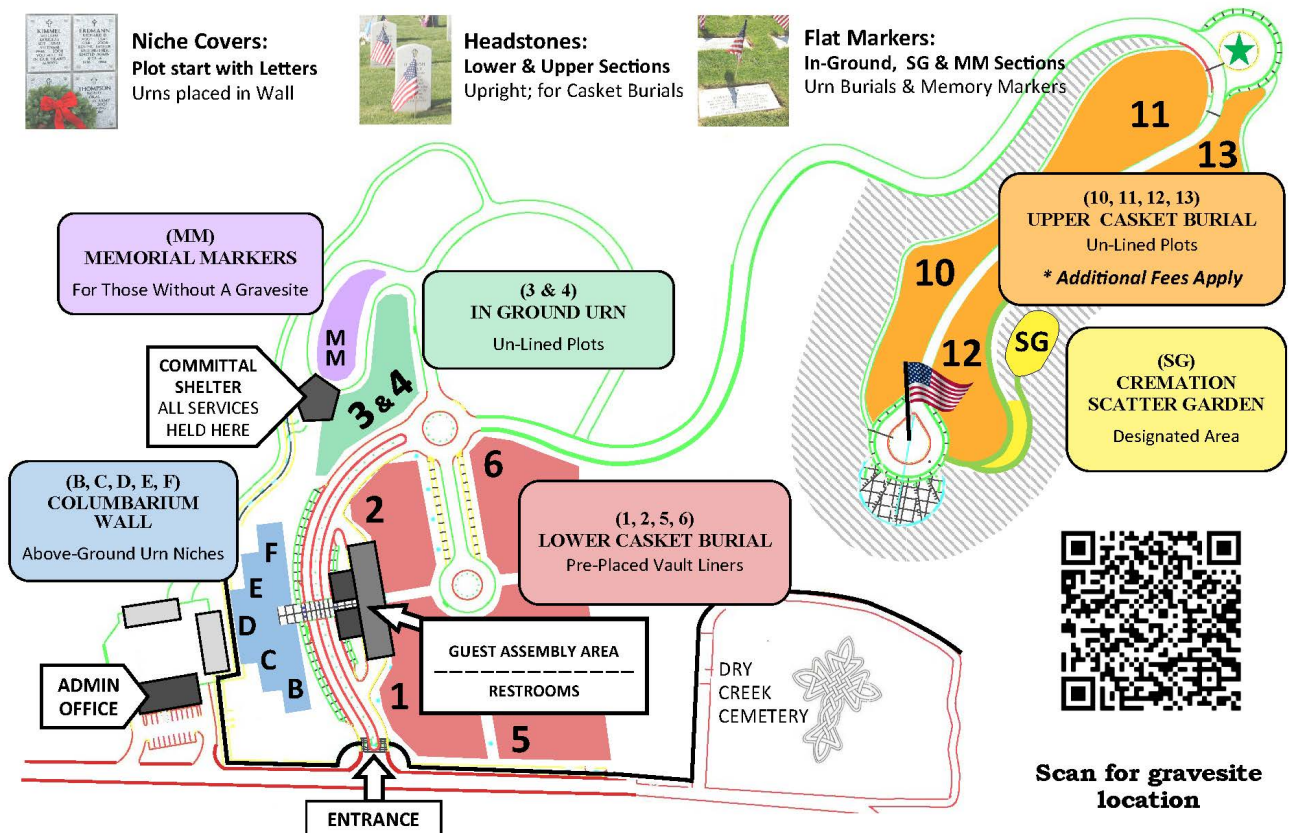 Niche Covers:
Plot start with Letters
Urns placed in Wall
Headstones:
Lower & Upper Sections
Upright; for Casket Burials
Flat Markers:
In-Ground, SG & MM Sections
Urn Burials & Memory Markers
KIMMEL
ERDMANN
THOMPSON
11
13
(10, 11, 12, 13)
UPPER CASKET BURIAL
Un-Lined Plots
* Additional Fees Apply
10
12
SG
(SG)
CREMATION
SCATTER GARDEN
Designated Area
(MM)
MEMORIAL MARKERS
For Those Without A Gravesite
M
M
(3 & 4)
IN GROUND URN
Un-Lined Plots
3 & 4
COMMITTAL
SHELTER
ALL SERVICES
HELD HERE
(B, C, D, E, F)
COLUMBARIUM
WALL
Above-Ground Urn Niches
6
2
(1, 2, 5, 6)
LOWER CASKET BURIAL
Pre-Placed Vault Liners
F
E
D
C
B
GUEST ASSEMBLY AREA
RESTROOMS
1
5
ADMIN
OFFICE
ENTRANCE
DRY
CREEK
CEMETERY
Scan for gravesite
location